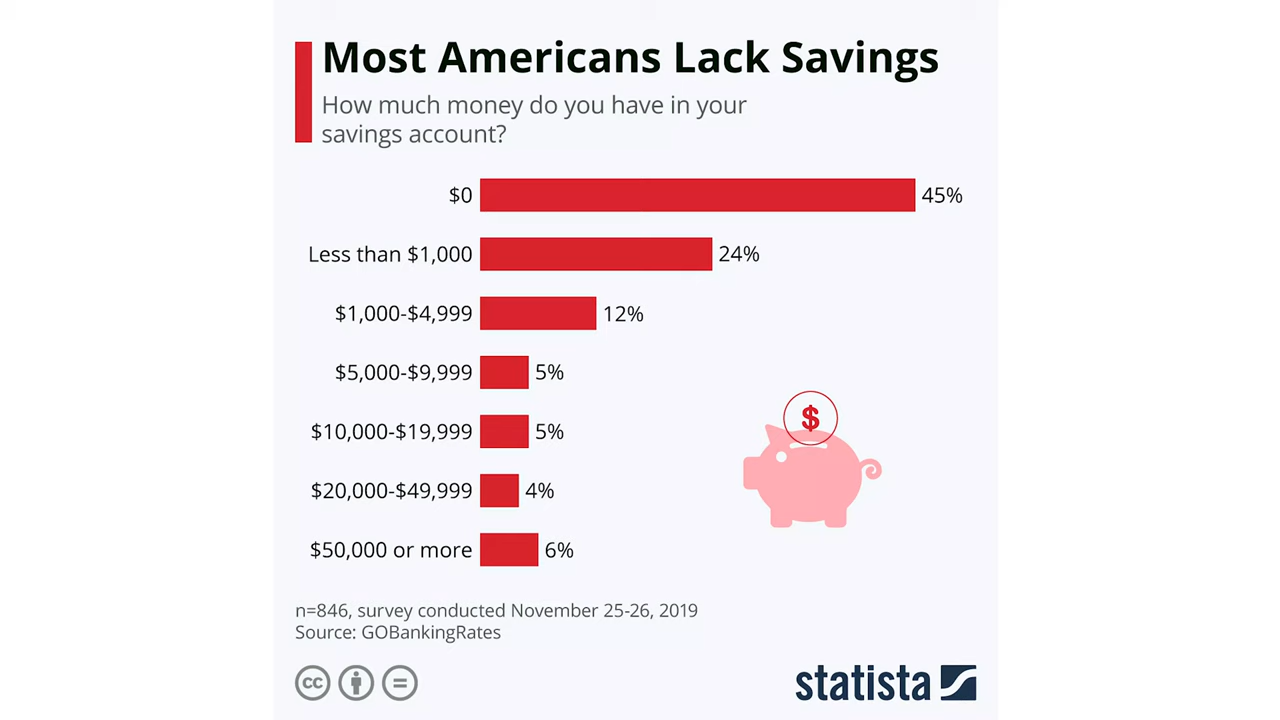 Most Americans Lack Savings
How much money do you have in your
savings account?
$0 45%
Less than $1,000 24%
$1,000-$4,999 12%
$5,000-$9,999 5%
$10,000-$19,999 5%
$20,000-$49,999 4%
$50,000 or more 6%
$
n=846, survey conducted November 25-26, 2019
Source: GOBankingRates
cc =
statista